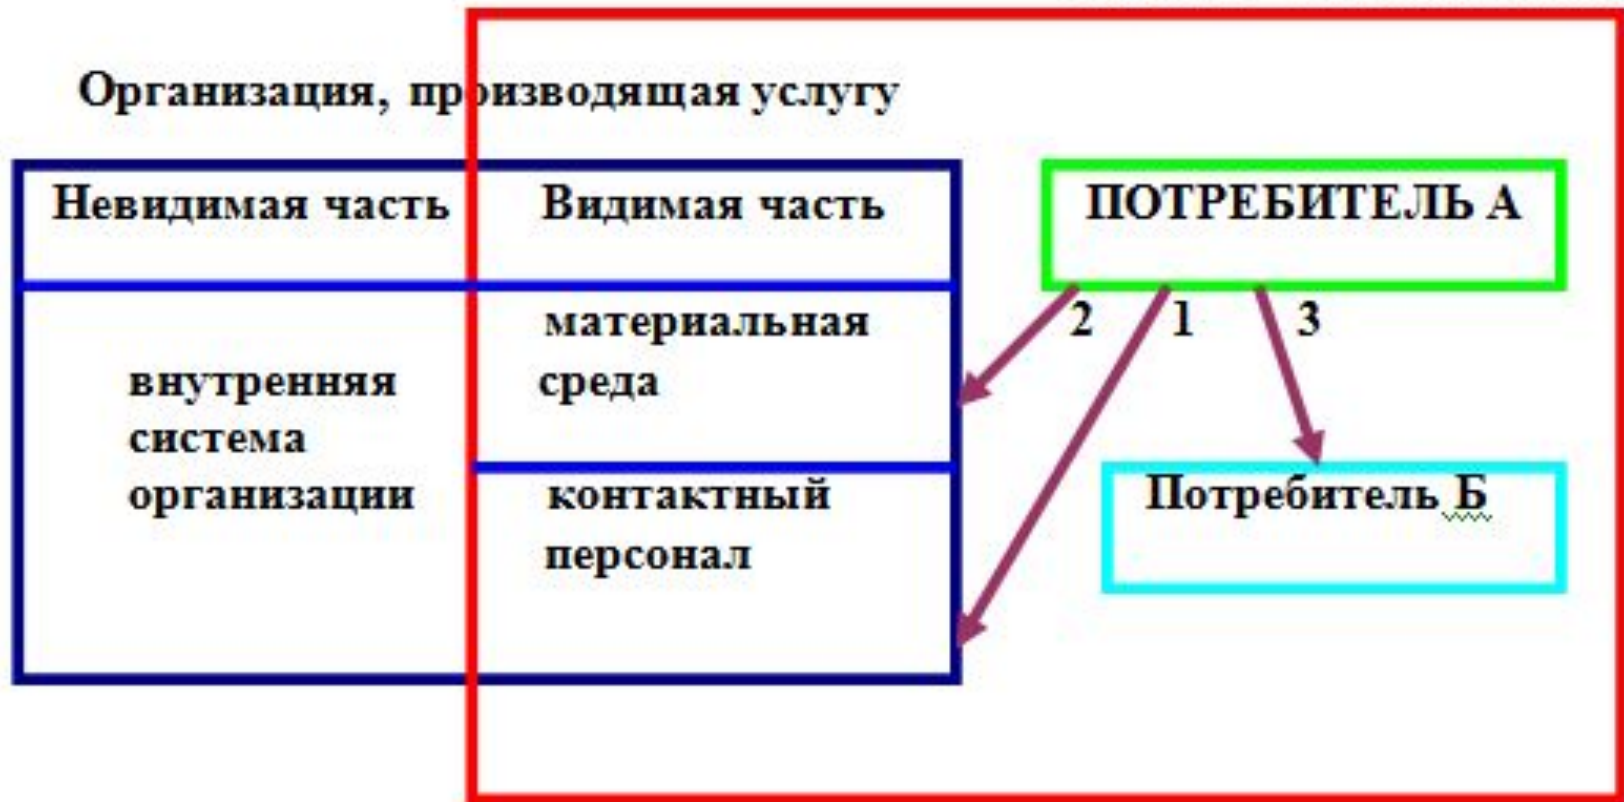 Организация, производящая услугу
Невидимая часть
Видимая часть
ПОТРЕБИТЕЛЬ А
2 1 3
материальная
среда
внутренняя
система
организации
контактный
персонал
Потребитель Б